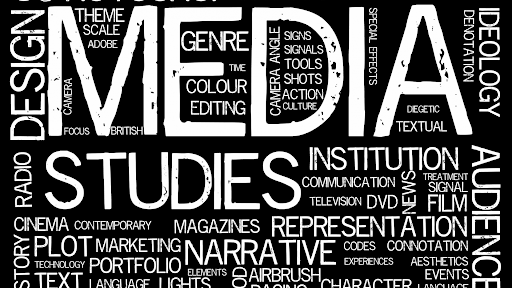 DESIGN
THEME
SCALE
ADOBE
CAMERA
FOCUS
BRITISH
MEDIA
GENRE
TIME
COLOUR
EDITING
CAMERA ANGLE
SIGNS
SIGNALS
TOOLS
SHOTS
ACTION
CULTURE
SPECIAL EFFECTS
DIEGETIC
TEXTUAL
DENOTATION
IDEOLOGY
RADIO
STUDIES
INSTITUTION
COMMUNICATION
TELEVISION
DVD
NEWS
TREATMENT
SIGNAL
FILM
AUDIENCE
CINEMA
CONTEMPORARY
MAGAZINES
REPRESENTATION
STORY
PLOT
MARKETING
NARRATIVE
CODES
CONNOTATION
TECHNOLOGY
PORTFOLIO
EXPERIENCES
AESTHETICS
TEXT
LANGUAGE
LIGHTS
ELEMENTS
AIRBRUSH
EVENTS
CHARACTER
LANGUAGE